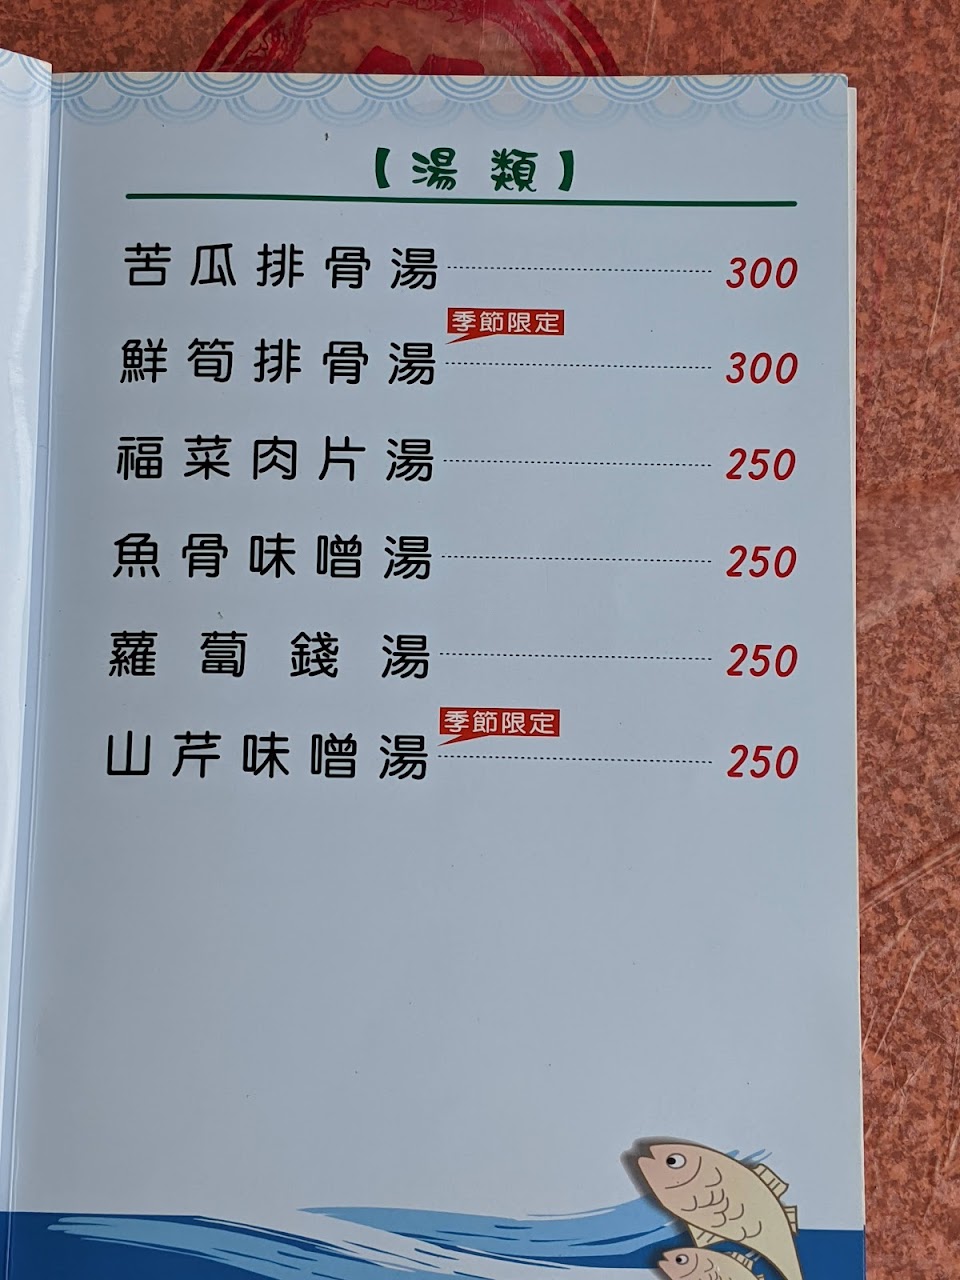 【湯類】
苦瓜排骨湯 300
季節限定
鮮筍排骨湯 300
福菜肉片湯 250
魚骨味噌湯 250
蘿蔔錢湯 250
季節限定
山芹味噌湯 250